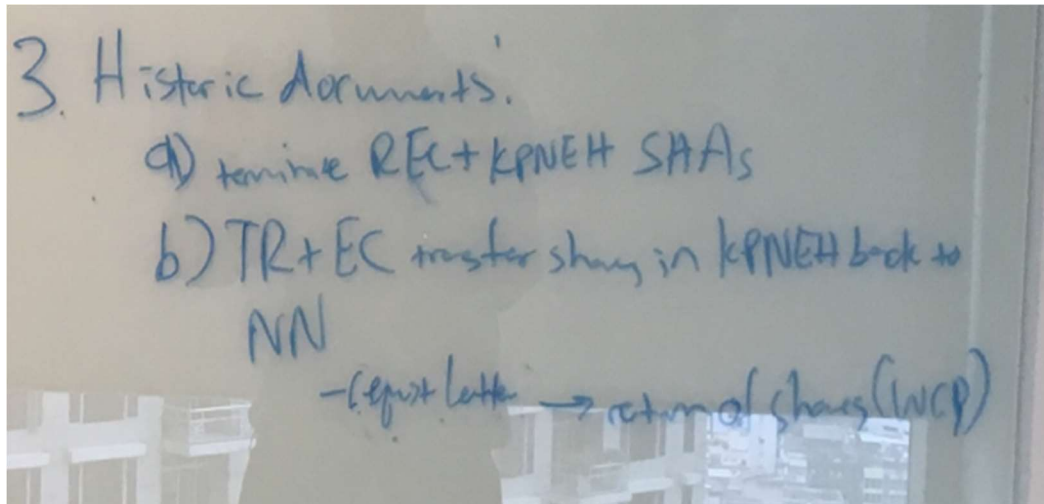 3. Historic documents.
a) terminate REC + KPNEH SHAs
b) TR + EC transfer shares in KPNEH back to
NN
- request letter → return of shares (WCP)